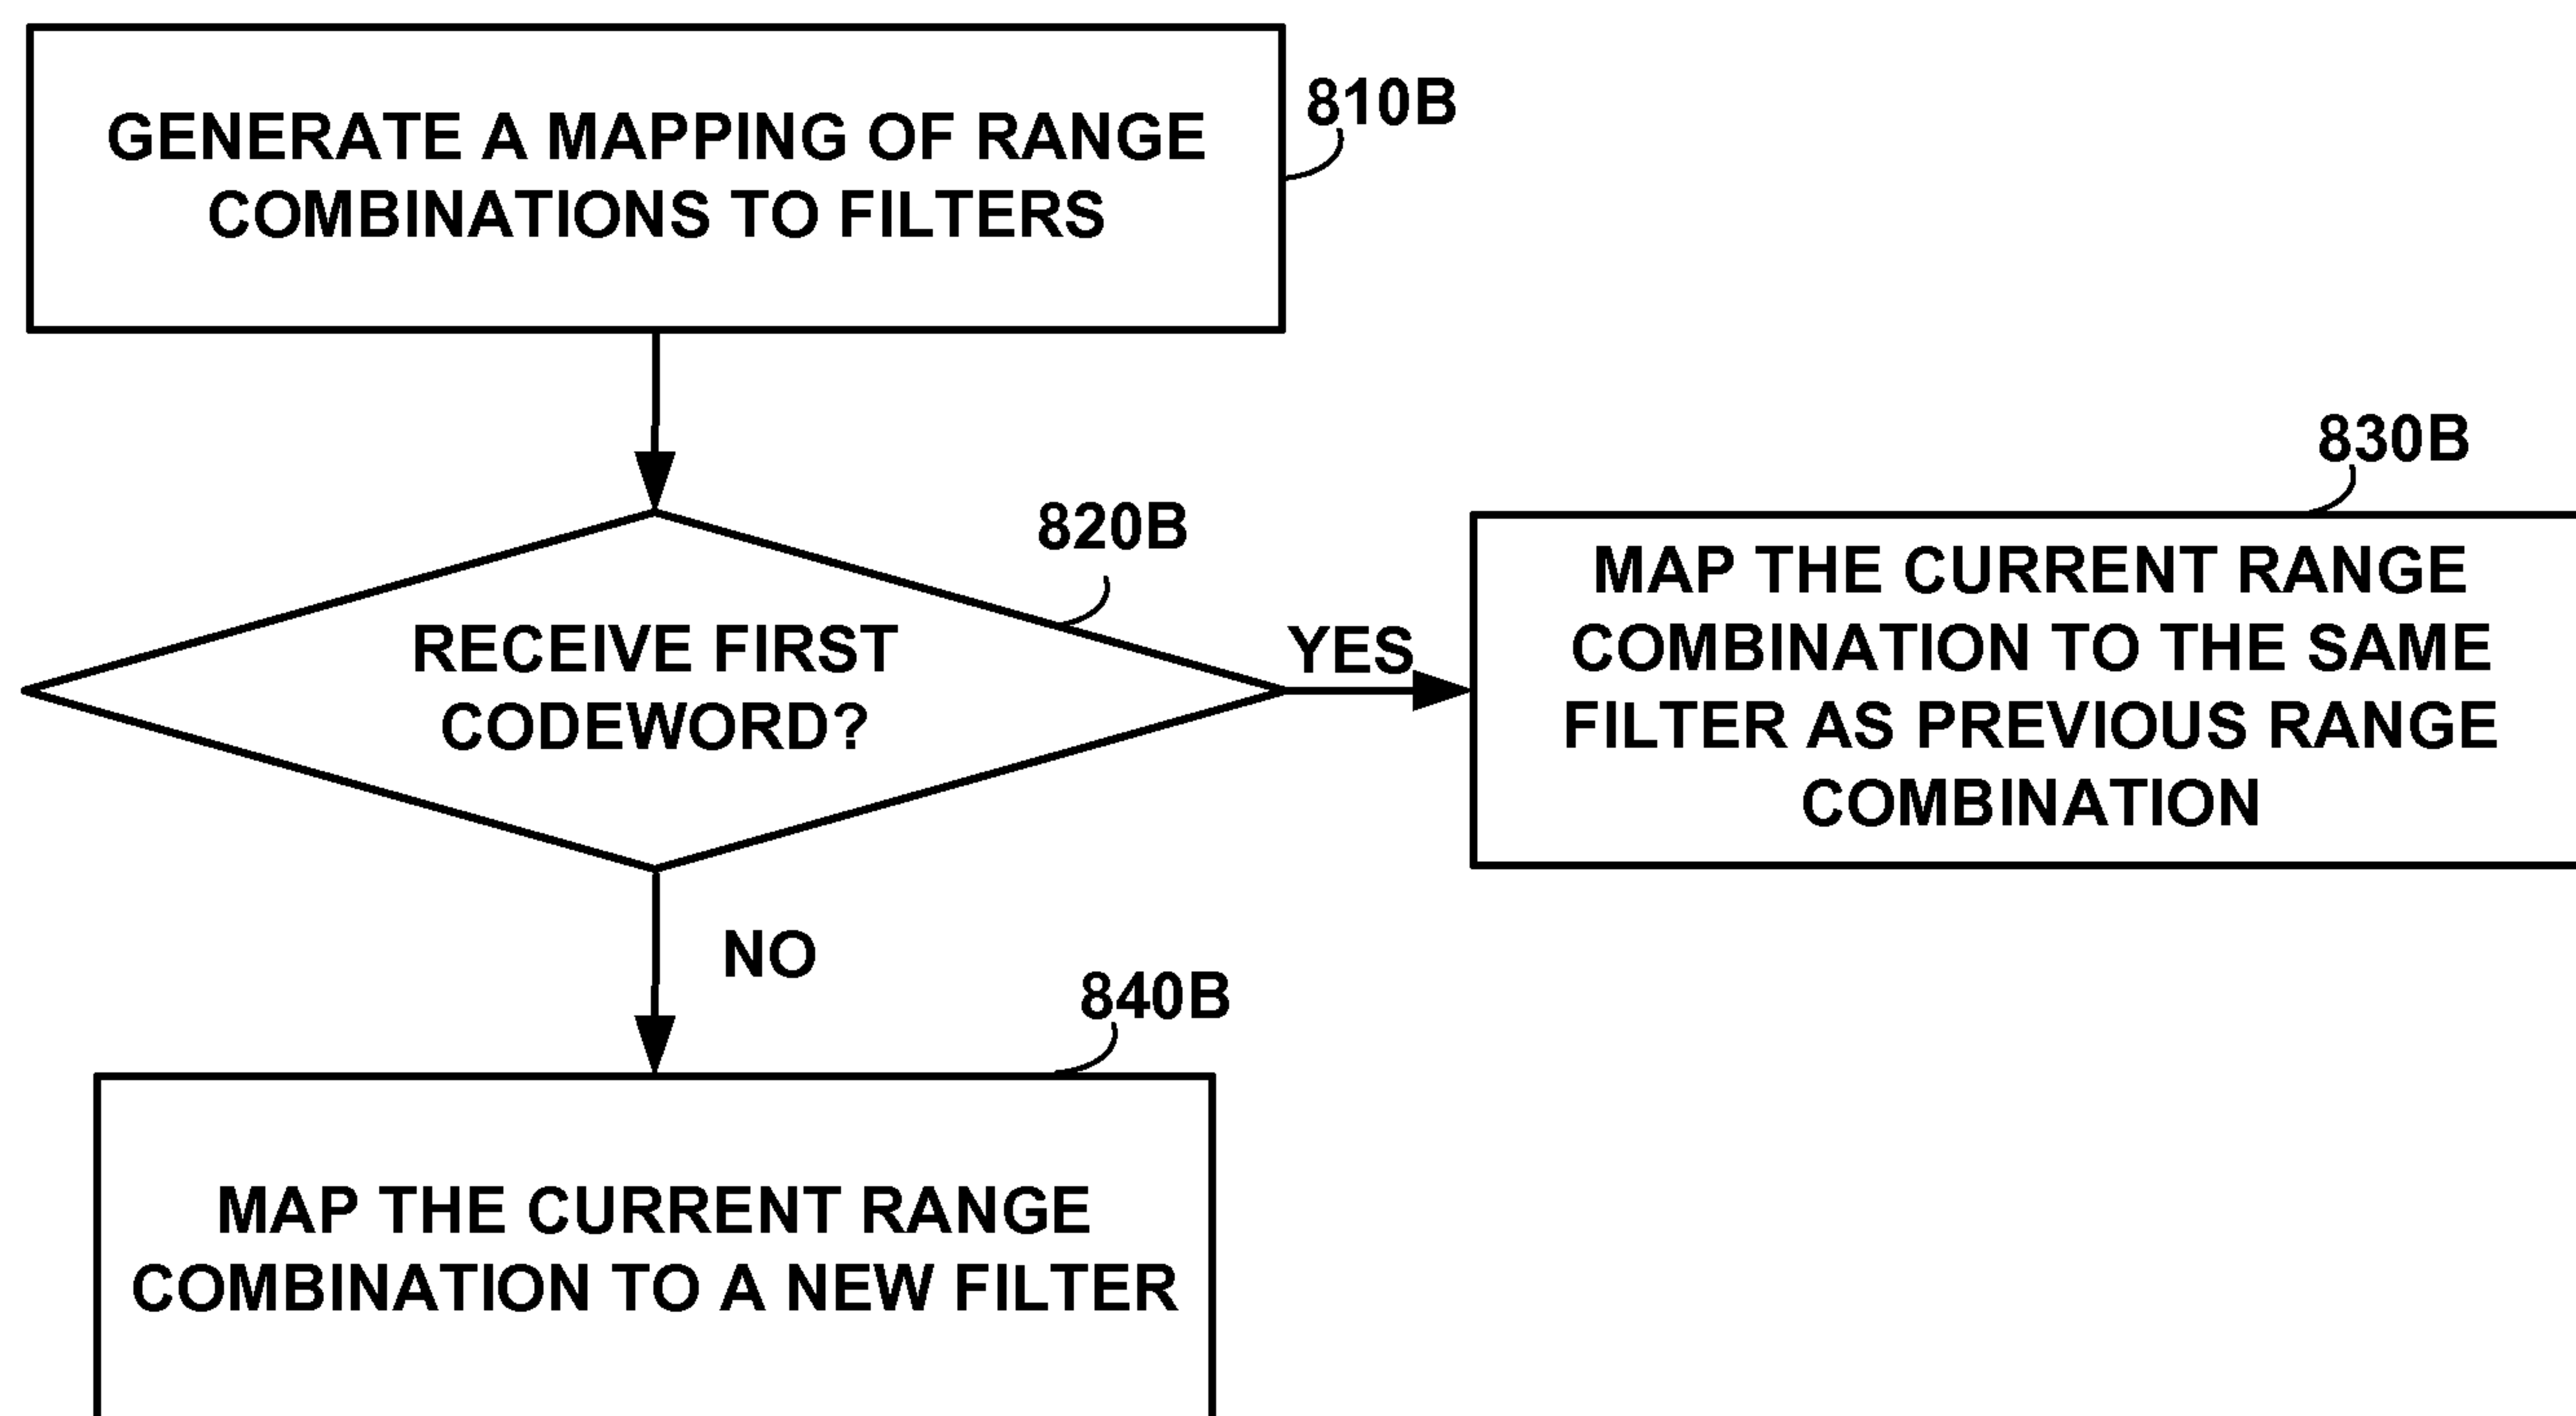 GENERATE A MAPPING OF RANGE
COMBINATIONS TO FILTERS
810B
820B
RECEIVE FIRST
CODEWORD?
YES
830B
MAP THE CURRENT RANGE
COMBINATION TO THE SAME
FILTER AS PREVIOUS RANGE
COMBINATION
NO
840B
MAP THE CURRENT RANGE
COMBINATION TO A NEW FILTER